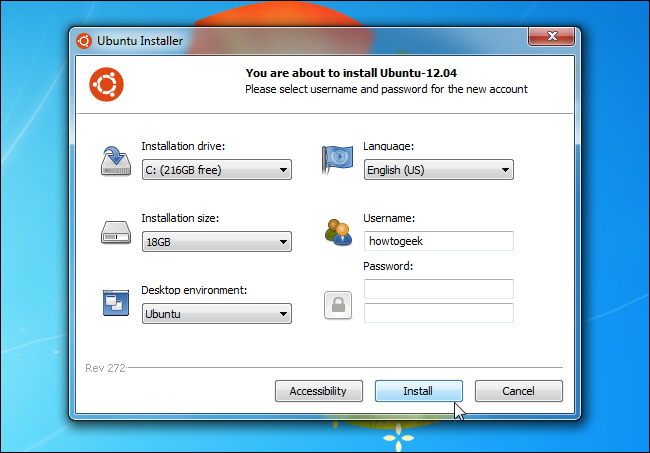 Ubuntu Installer
You are about to install Ubuntu-12.04
Please select username and password for the new account
Installation drive:
C: (216GB free)
Language:
English (US)
Installation size:
18GB
Username:
howtogeek
Password:
Desktop environment:
Ubuntu
Rev 272
Accessibility
Install
Cancel